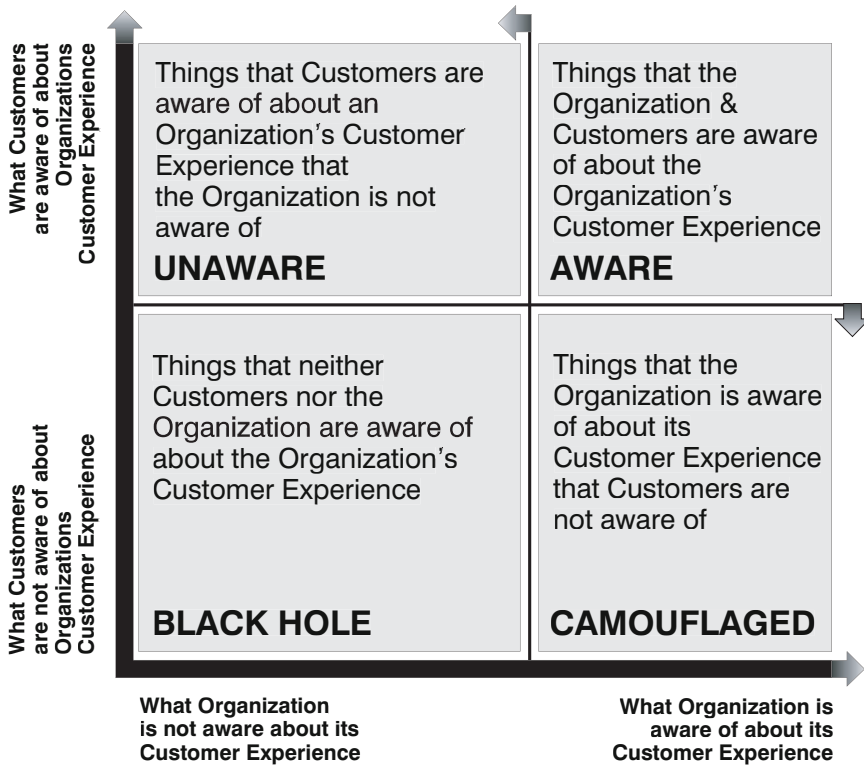 What Customers
are aware of about
Organizations
Customer Experience
Things that Customers are
aware of about an
Organization's Customer
Experience that
the Organization is not
aware of
UNAWARE
Things that the
Organization &
Customers are aware
of about the
Organization's
Customer Experience
AWARE
What Customers
are not aware of about
Organizations
Customer Experience
Things that neither
Customers nor the
Organization are aware of
about the Organization's
Customer Experience
BLACK HOLE
Things that the
Organization is aware
of about its
Customer Experience
that Customers are
not aware of
CAMOUFLAGED
What Organization
is not aware about its
Customer Experience
What Organization is
aware of about its
Customer Experience